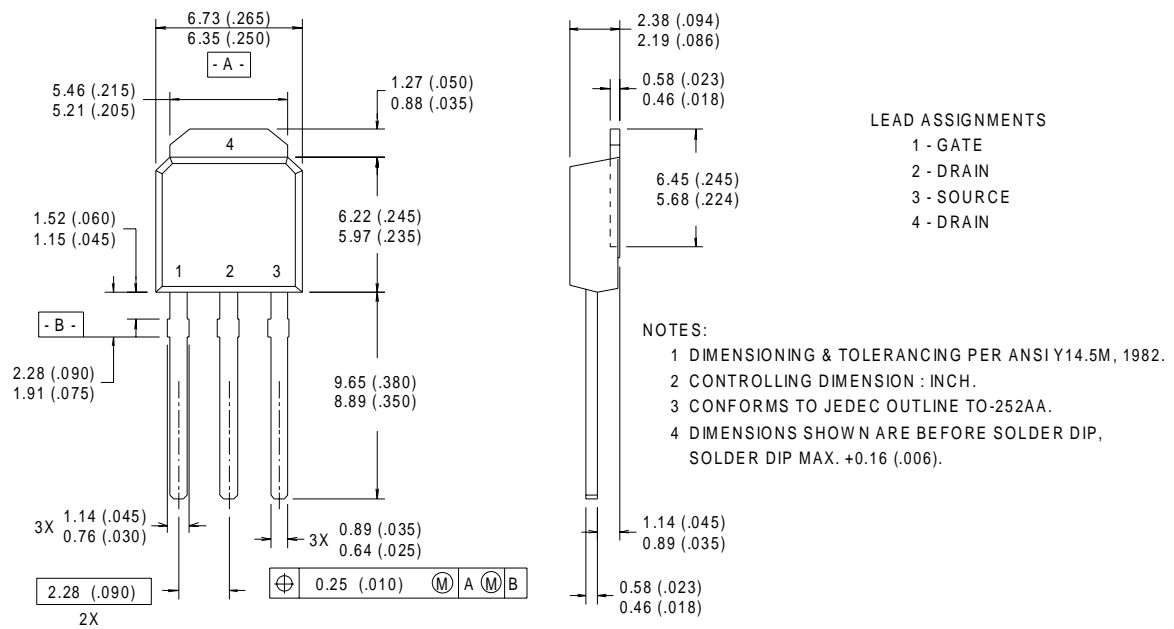 6.73 (.265)
6.35 (.250)
- A -
5.46 (.215)
5.21 (.205)
1.27 (.050)
0.88 (.035)
4
1.52 (.060)
1.15 (.045)
6.22 (.245)
5.97 (.235)
1 2 3
- B -
2.28 (.090)
1.91 (.075)
9.65 (.380)
8.89 (.350)
3X 1.14 (.045)
0.76 (.030)
3X 0.89 (.035)
0.64 (.025)
2.28 (.090)
2X
⌖ 0.25 (.010) Ⓜ A Ⓜ B
2.38 (.094)
2.19 (.086)
0.58 (.023)
0.46 (.018)
6.45 (.245)
5.68 (.224)
1.14 (.045)
0.89 (.035)
0.58 (.023)
0.46 (.018)
LEAD ASSIGNMENTS
1 - GATE
2 - DRAIN
3 - SOURCE
4 - DRAIN
NOTES:
1 DIMENSIONING & TOLERANCING PER ANSI Y14.5M, 1982.
2 CONTROLLING DIMENSION : INCH.
3 CONFORMS TO JEDEC OUTLINE TO-252AA.
4 DIMENSIONS SHOWN ARE BEFORE SOLDER DIP,
SOLDER DIP MAX. +0.16 (.006).